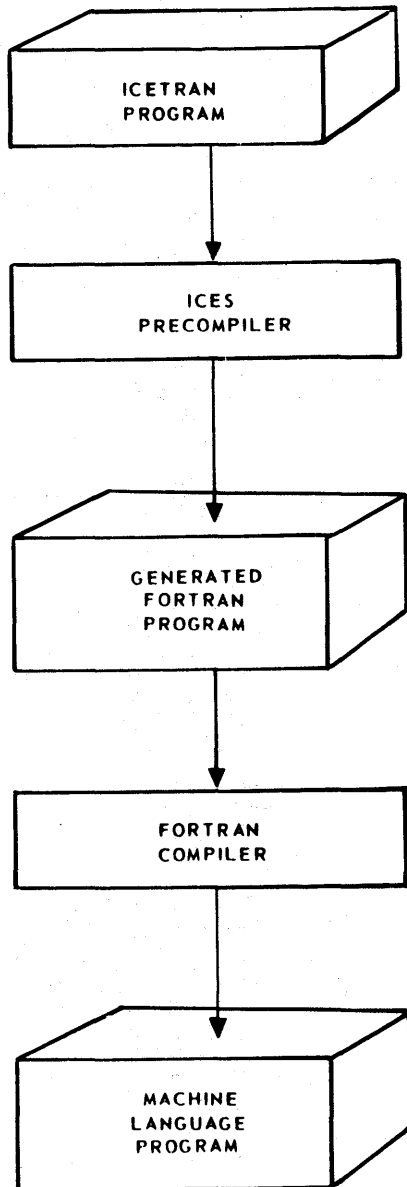 ICETRAN
PROGRAM
ICES
PRECOMPILER
GENERATED
FORTRAN
PROGRAM
FORTRAN
COMPILER
MACHINE
LANGUAGE
PROGRAM